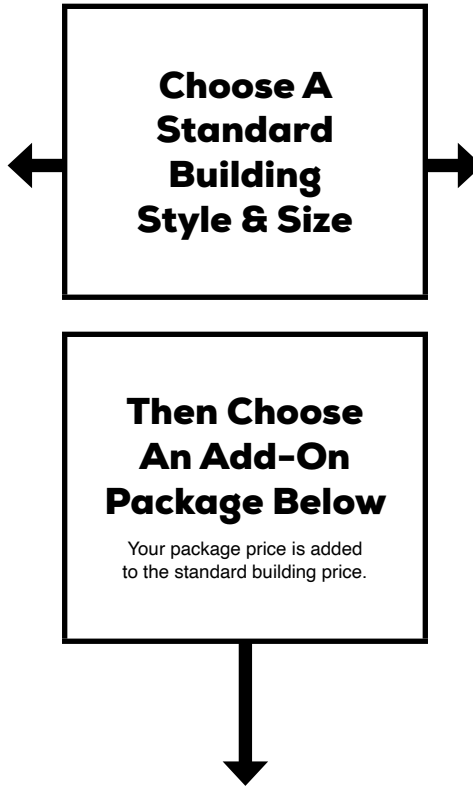 Choose A
Standard
Building
Style & Size
Then Choose
An Add-On
Package Below
Your package price is added
to the standard building price.